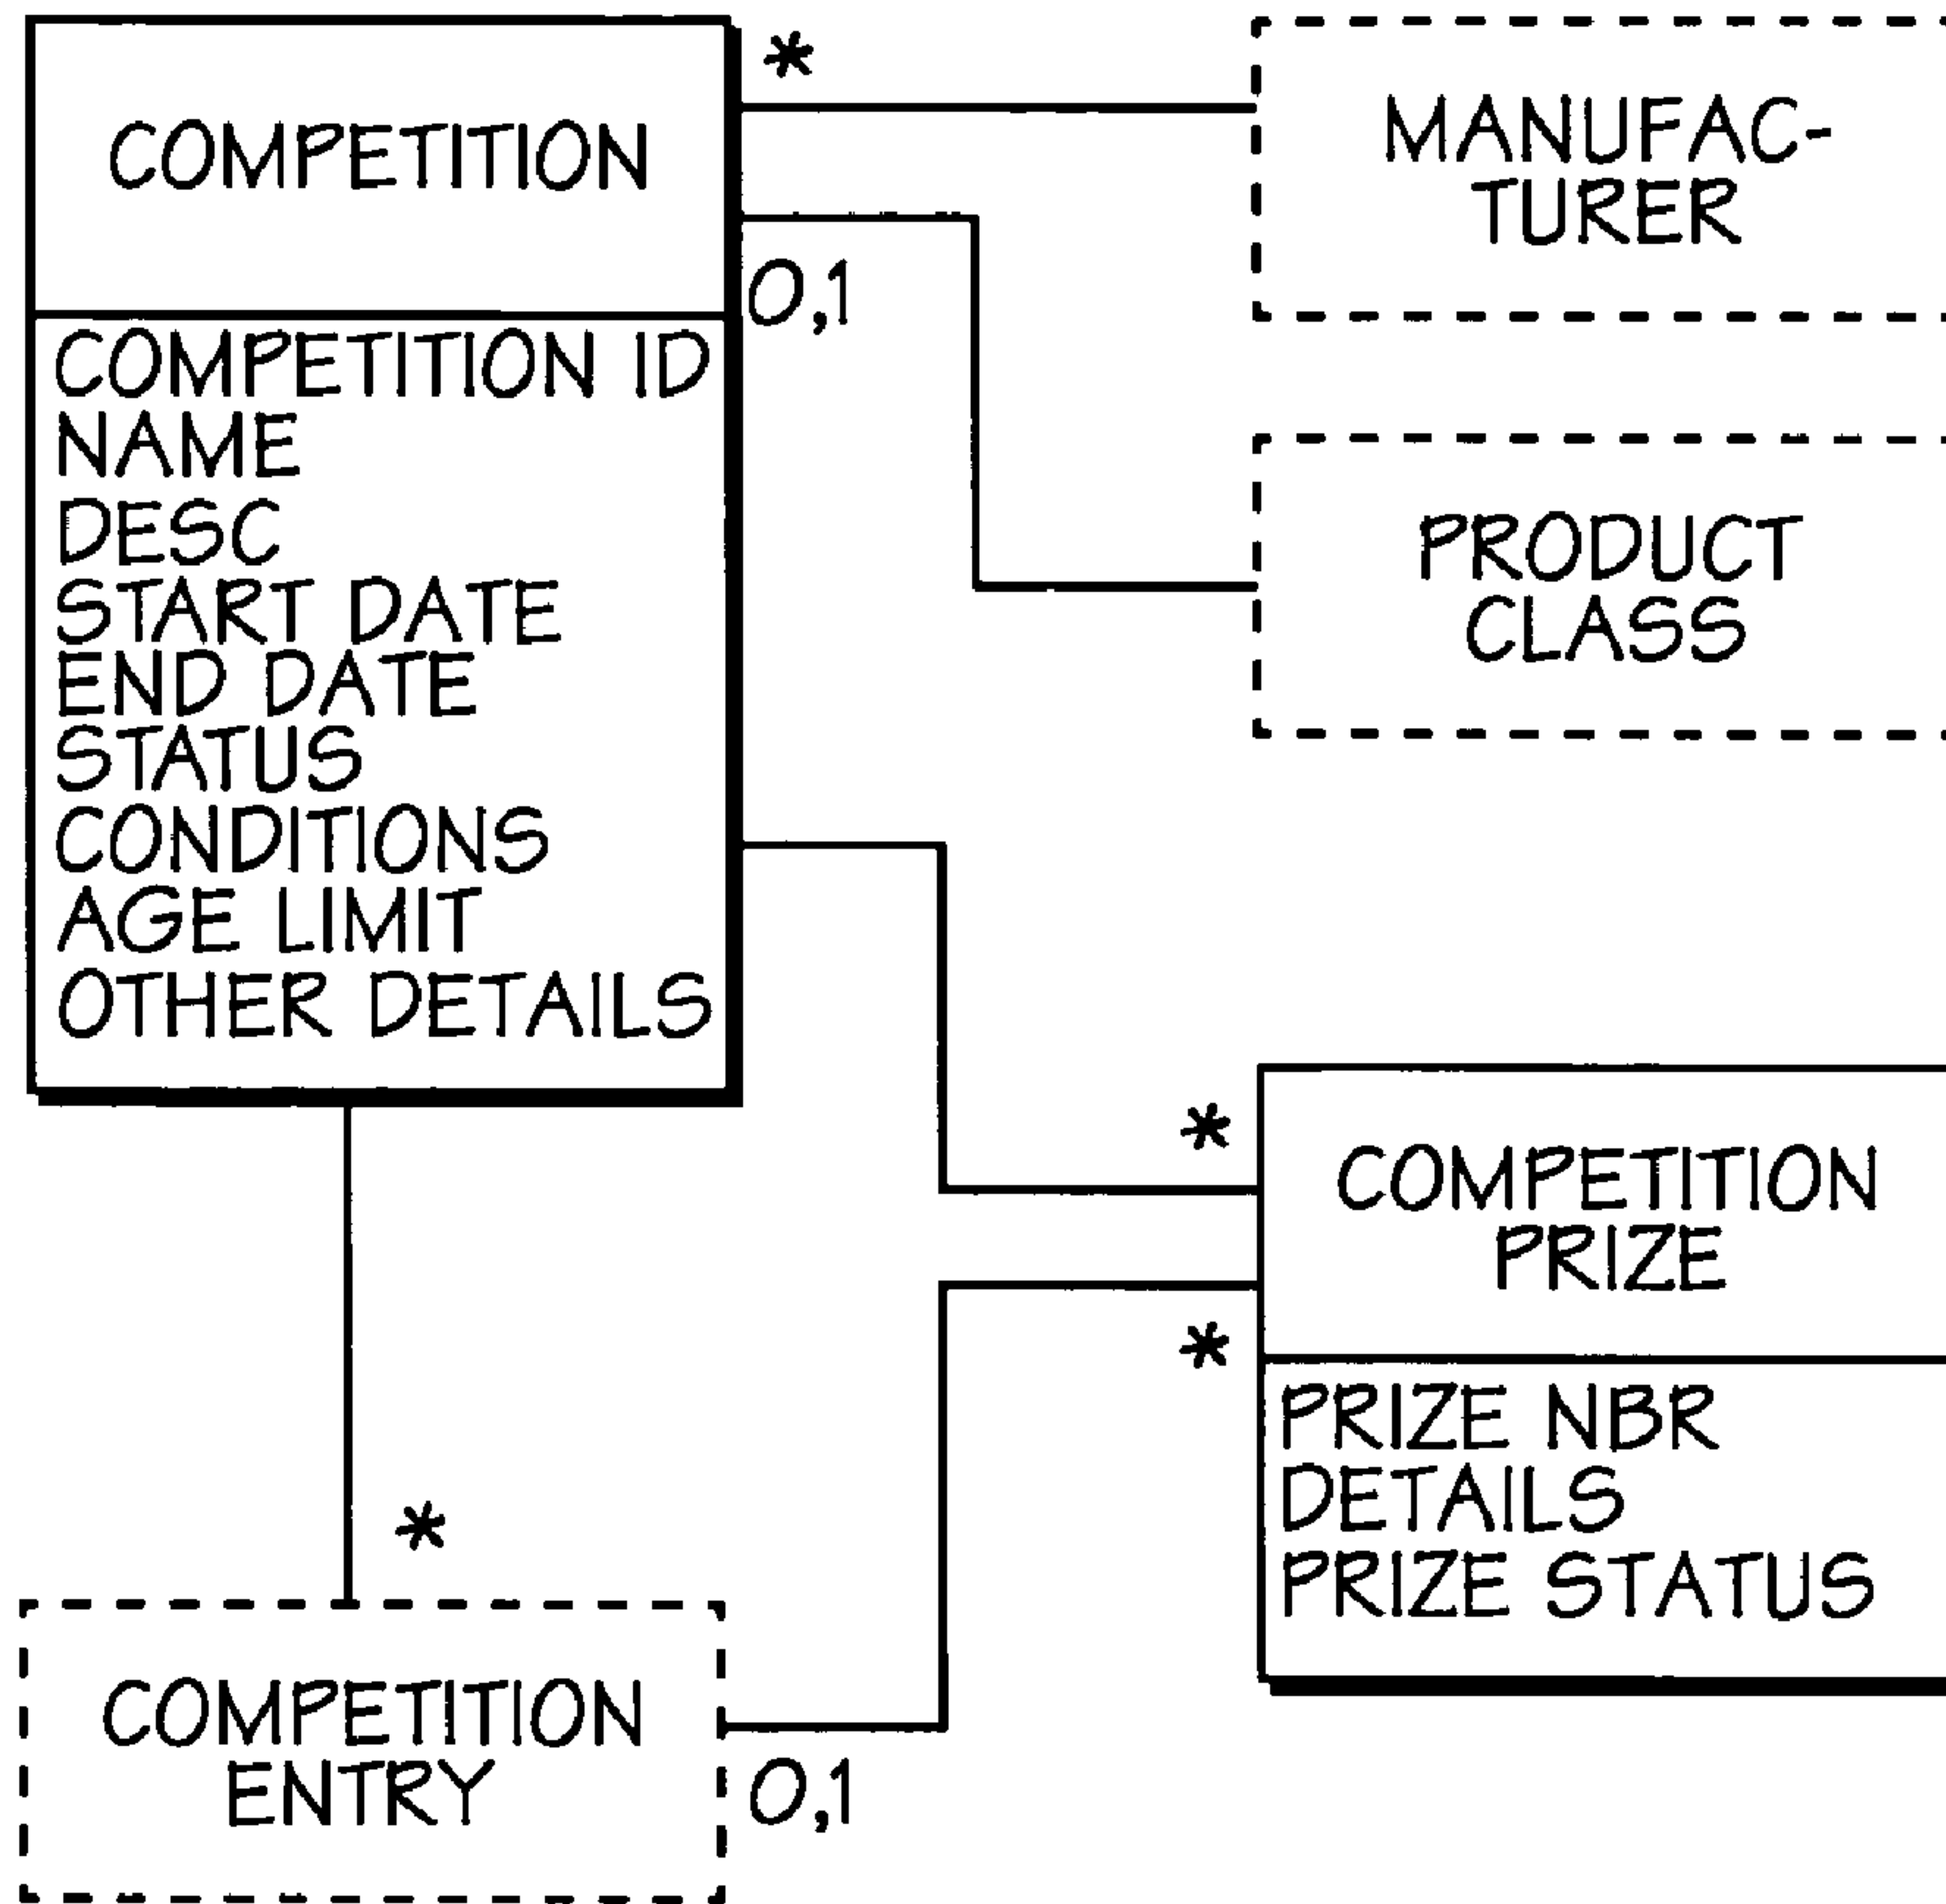 COMPETITION
COMPETITION ID
NAME
DESC
START DATE
END DATE
STATUS
CONDITIONS
AGE LIMIT
OTHER DETAILS
*
0,1
MANUFAC-
TURER
PRODUCT
CLASS
*
COMPETITION
PRIZE
*
PRIZE NBR
DETAILS
PRIZE STATUS
*
COMPETITION
ENTRY
0,1